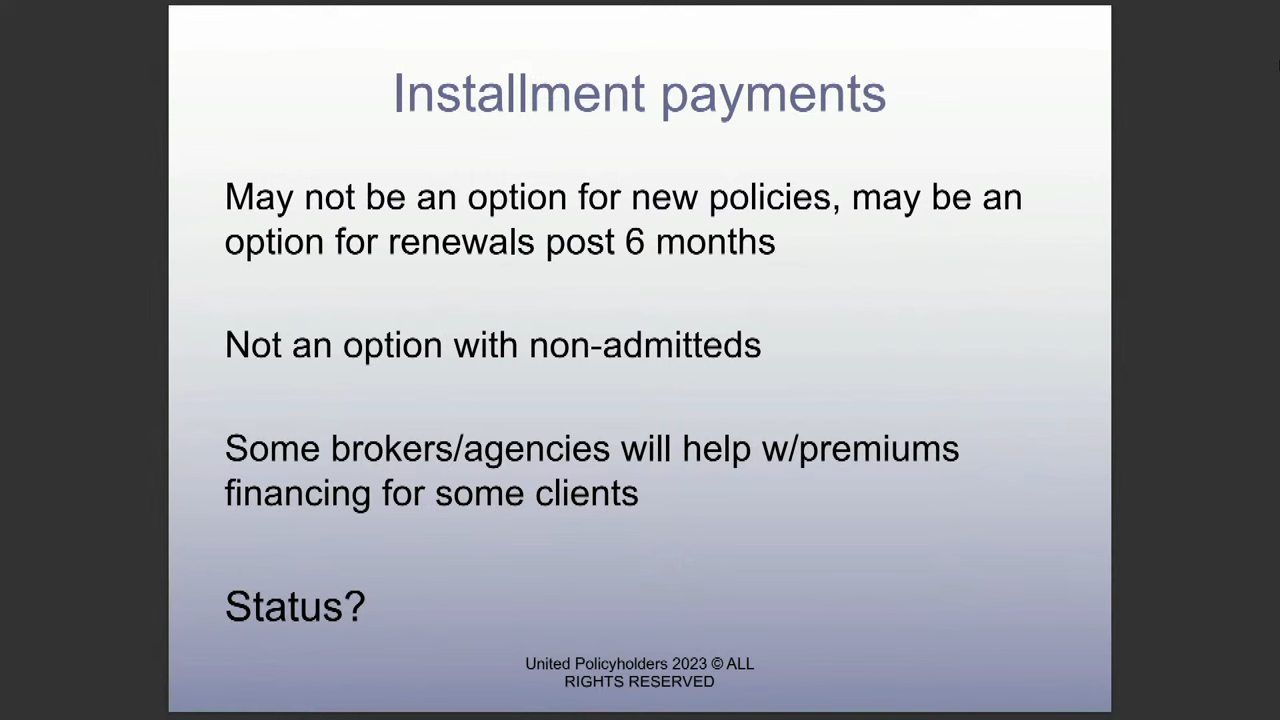 Installment payments
May not be an option for new policies, may be an
option for renewals post 6 months
Not an option with non-admitteds
Some brokers/agencies will help w/premiums
financing for some clients
Status?
United Policyholders 2023 © ALL
RIGHTS RESERVED